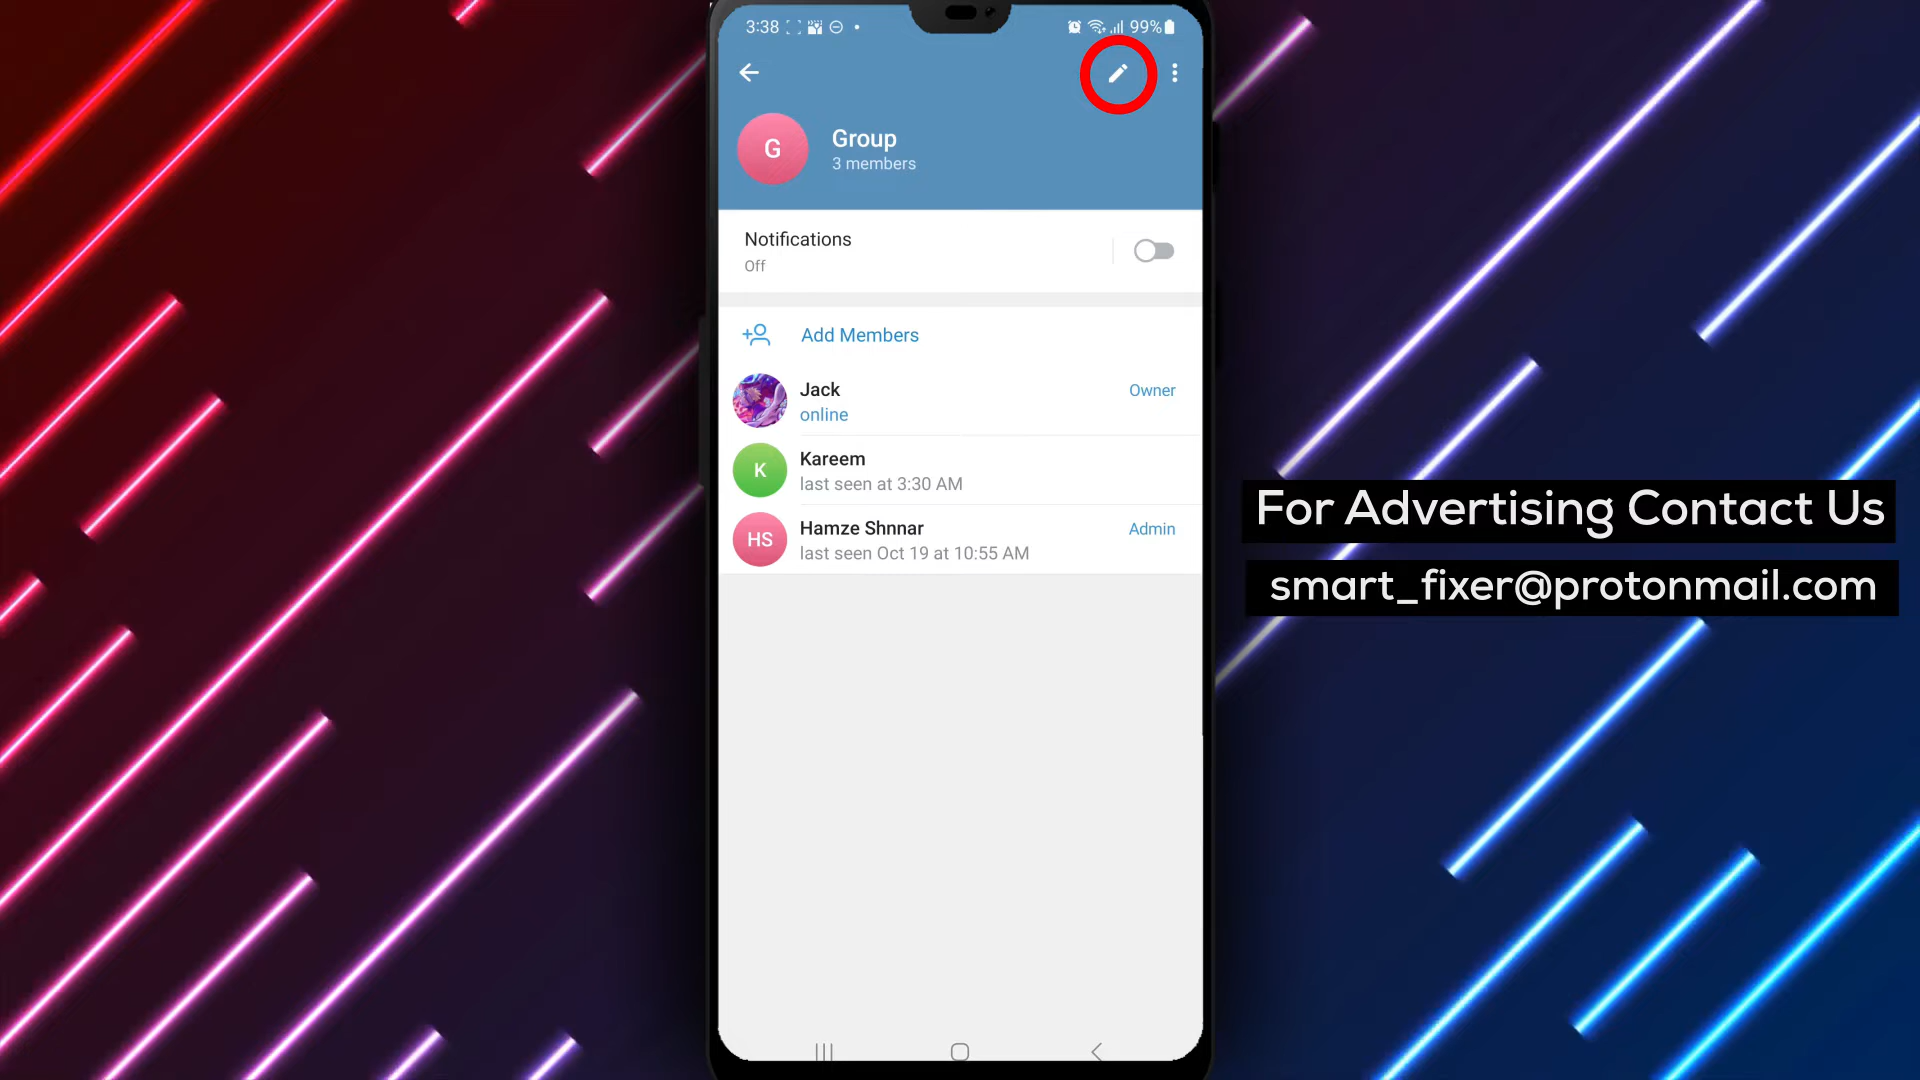 3:38
99%
G
Group
3 members
Notifications
Off
Add Members
Jack
Owner
online
K
Kareem
last seen at 3:30 AM
HS
Hamze Shnnar
Admin
last seen Oct 19 at 10:55 AM
For Advertising Contact Us
smart_fixer@protonmail.com